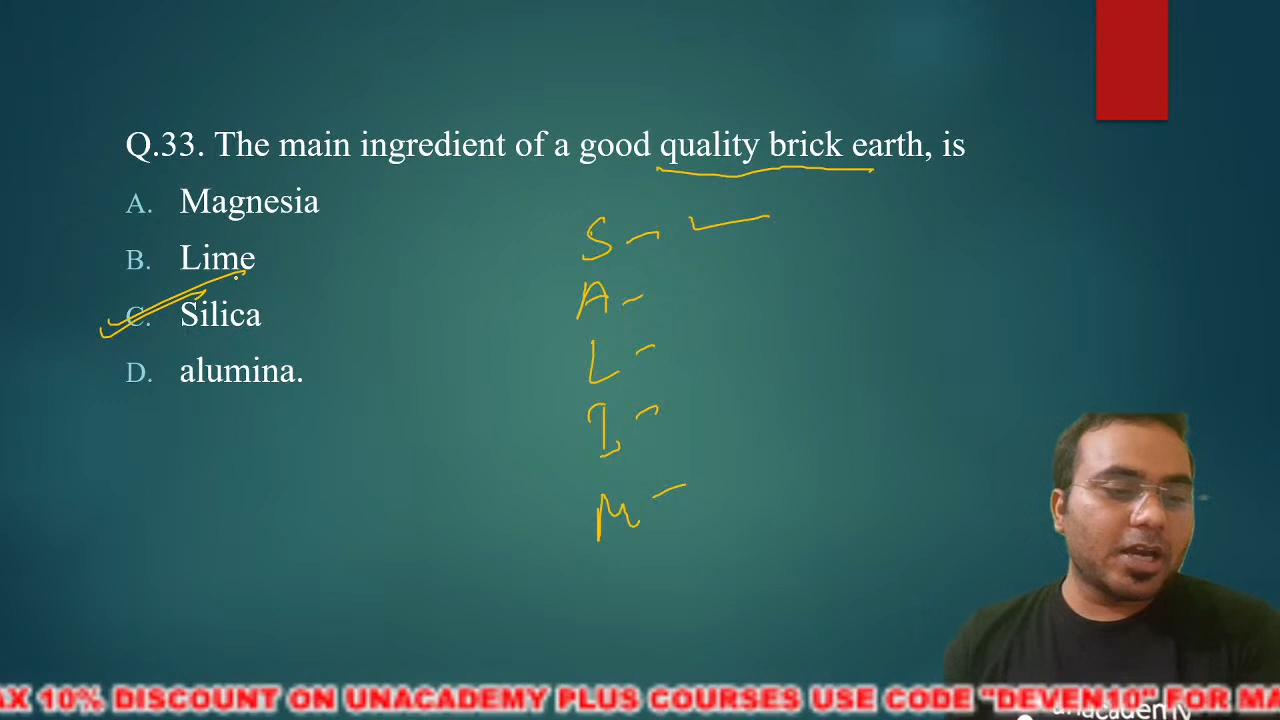 Q.33. The main ingredient of a good quality brick earth, is
A. Magnesia
B. Lime
C. Silica
D. alumina.
S
A
L
I
M
AX 10% DISCOUNT ON UNACADEMY PLUS COURSES USE CODE "DEVEN10" FOR MA
unacademy